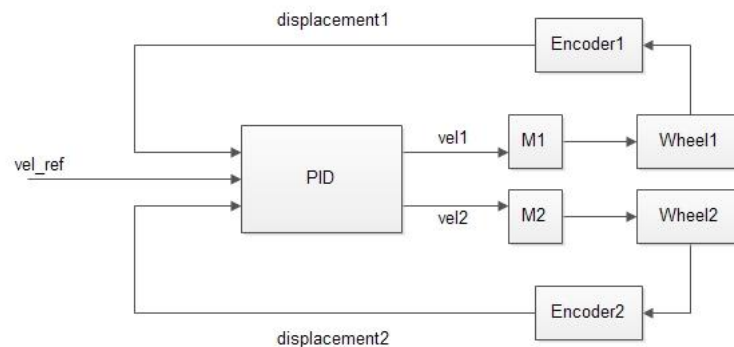 displacement1
Encoder1
vel_ref
PID
vel1
M1
Wheel1
vel2
M2
Wheel2
Encoder2
displacement2